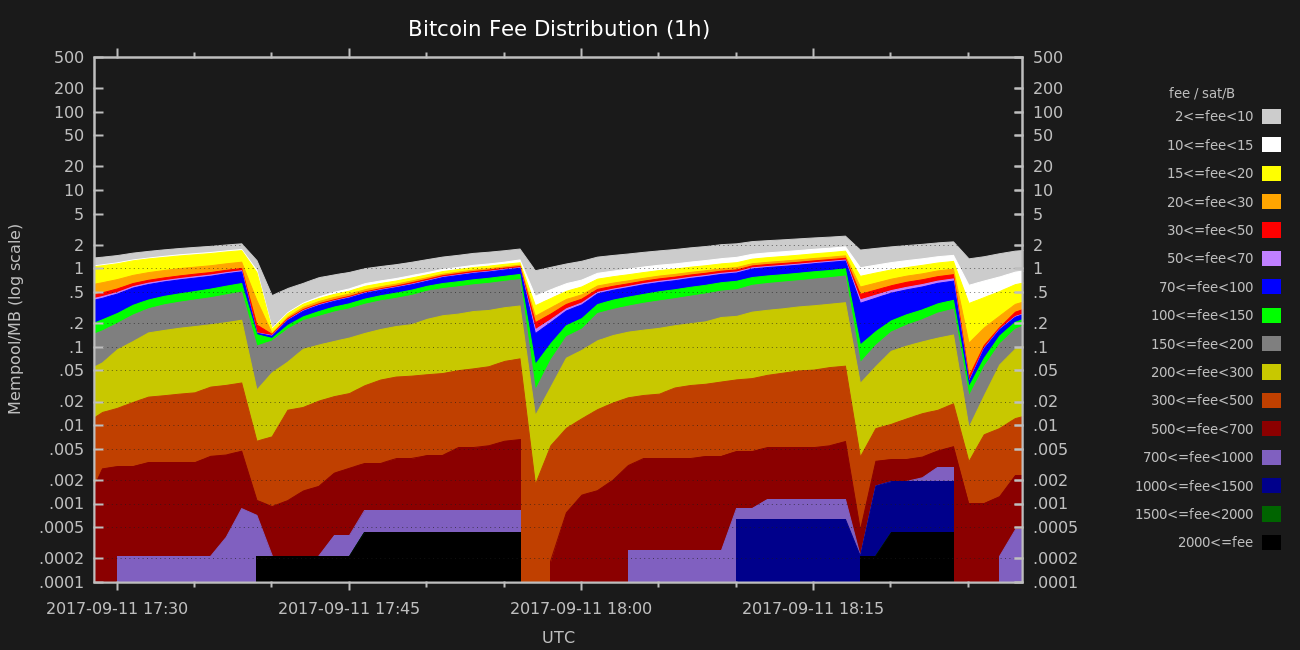 Bitcoin Fee Distribution (1h)
Mempool/MB (log scale)
500
200
100
50
20
10
5
2
1
.5
.2
.1
.05
.02
.01
.005
.002
.001
.0005
.0002
.0001
500
200
100
50
20
10
5
2
1
.5
.2
.1
.05
.02
.01
.005
.002
.001
.0005
.0002
.0001
2017-09-11 17:30 2017-09-11 17:45 2017-09-11 18:00 2017-09-11 18:15
UTC
fee / sat/B
2<=fee<10
10<=fee<15
15<=fee<20
20<=fee<30
30<=fee<50
50<=fee<70
70<=fee<100
100<=fee<150
150<=fee<200
200<=fee<300
300<=fee<500
500<=fee<700
700<=fee<1000
1000<=fee<1500
1500<=fee<2000
2000<=fee